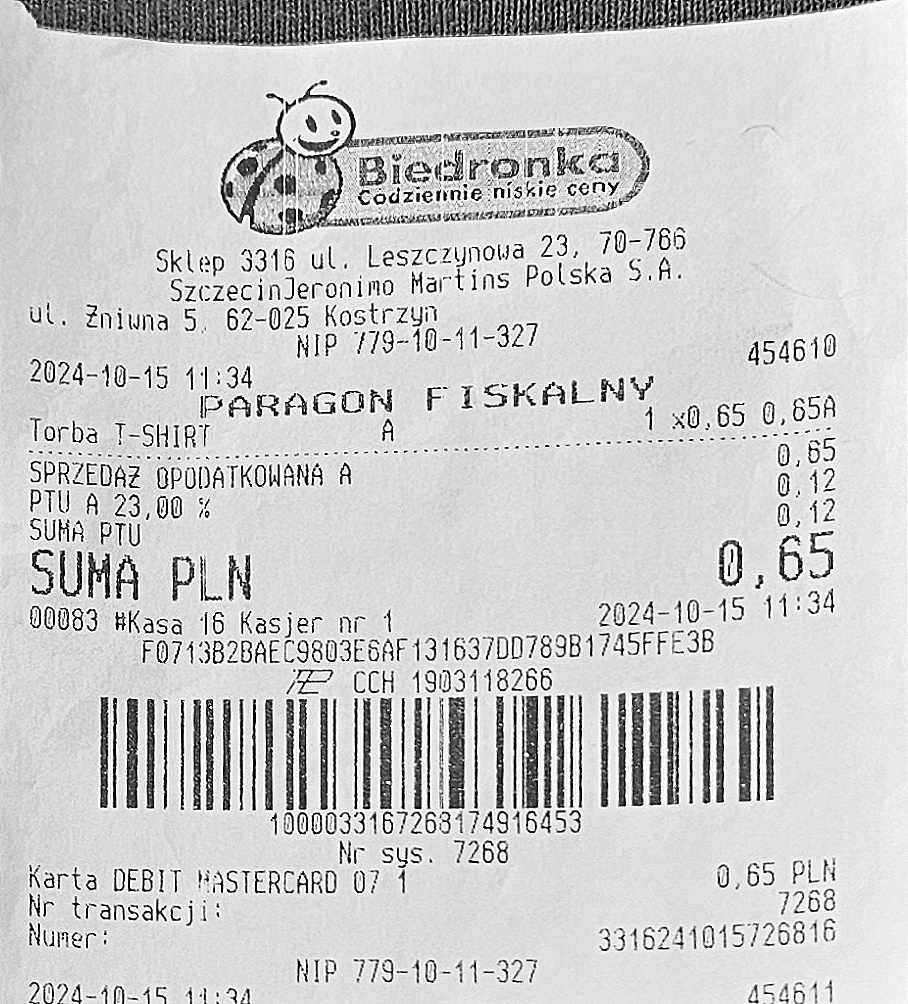 Biedronka
Codziennie niskie ceny
Sklep 3316 ul. Leszczynowa 23, 70-766
SzczecinJeronimo Martins Polska S.A.
ul. Żniwna 5, 62-025 Kostrzyn
NIP 779-10-11-327
2024-10-15 11:34 454610
PARAGON FISKALNY
Torba T-SHIRT A 1 x0,65 0,65A
SPRZEDAŻ OPODATKOWANA A 0,65
PTU A 23,00 % 0,12
SUMA PTU 0,12
SUMA PLN 0,65
00083 #Kasa 16 Kasjer nr 1 2024-10-15 11:34
F0713B2BAEC9803E6AF131637DD789B1745FFE3B
CCH 1903118266
1000033167268174916453
Nr sys. 7268
Karta DEBIT MASTERCARD 07 1 0,65 PLN
Nr transakcji: 7268
Numer: 3316241015726816
NIP 779-10-11-327
2024-10-15 11:34 454611